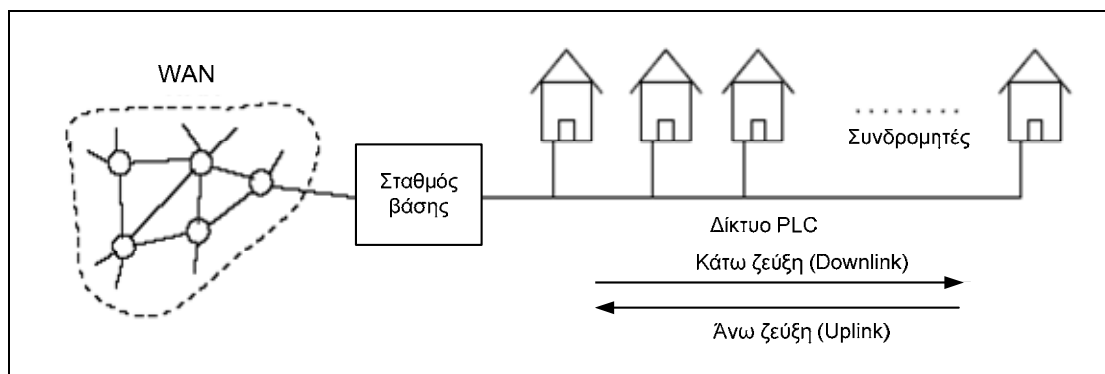 WAN
Σταθμός
βάσης
Συνδρομητές
Δίκτυο PLC
Κάτω ζεύξη (Downlink)
Άνω ζεύξη (Uplink)